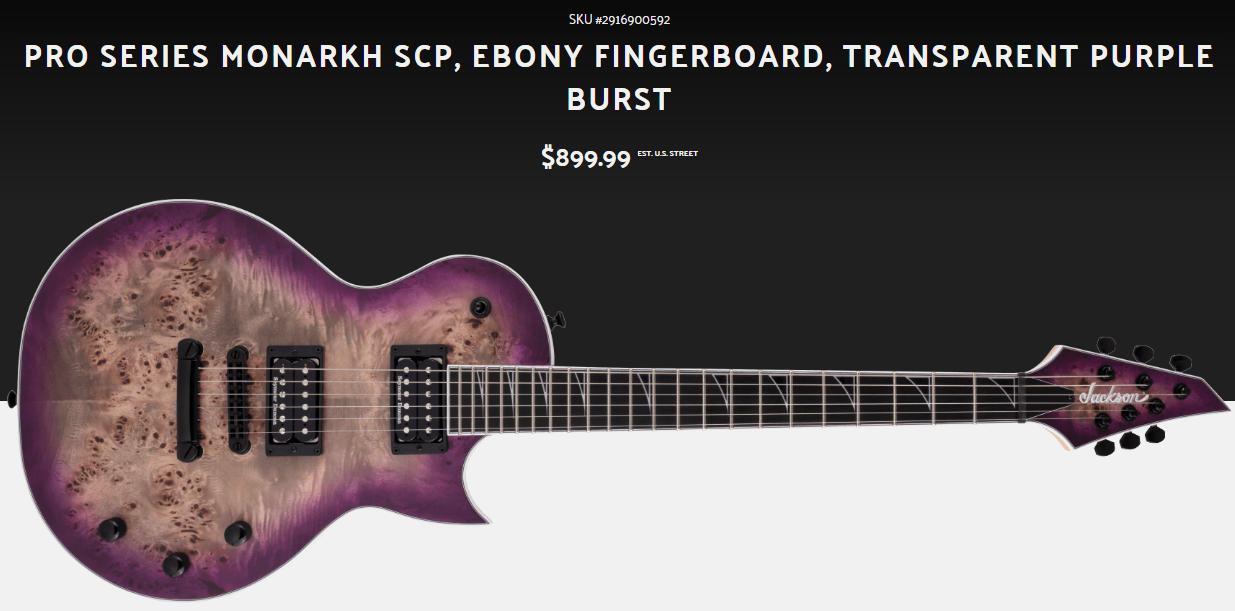 SKU #2916900592
PRO SERIES MONARKH SCP, EBONY FINGERBOARD, TRANSPARENT PURPLE
BURST
$899.99 EST. U.S. STREET
Seymour Duncan
Seymour Duncan
Jackson